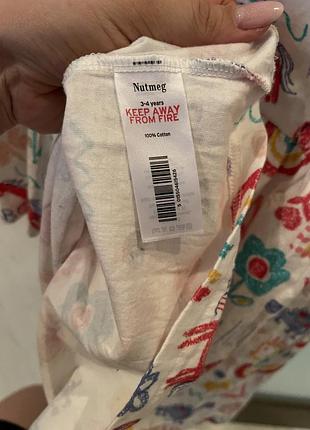 Nutmeg
3-4 years
KEEP AWAY
FROM FIRE
100% Cotton